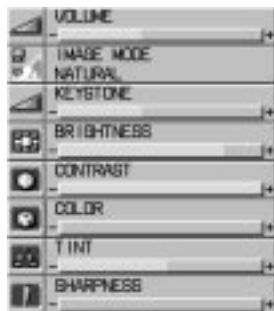 VOLUME
- +
IMAGE MODE
NATURAL
KEYSTONE
- +
BRIGHTNESS
- +
CONTRAST
- +
COLOR
- +
TINT
- +
SHARPNESS
- +